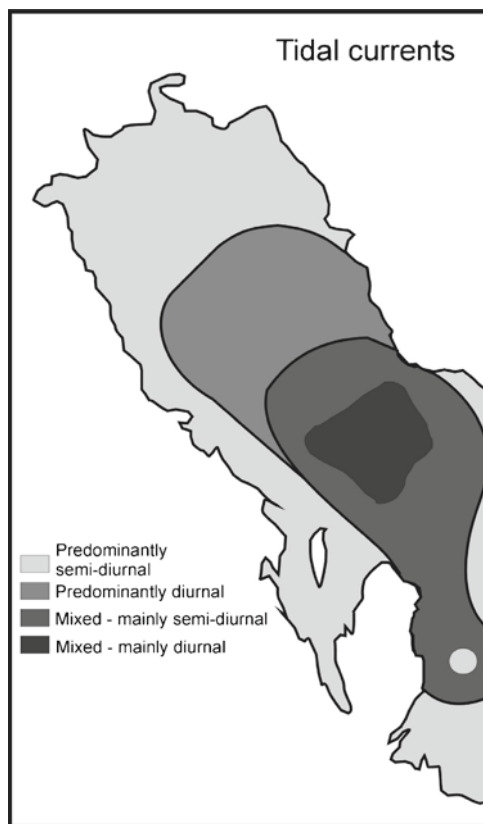 Tidal currents
Predominantly
semi-diurnal
Predominantly diurnal
Mixed - mainly semi-diurnal
Mixed - mainly diurnal